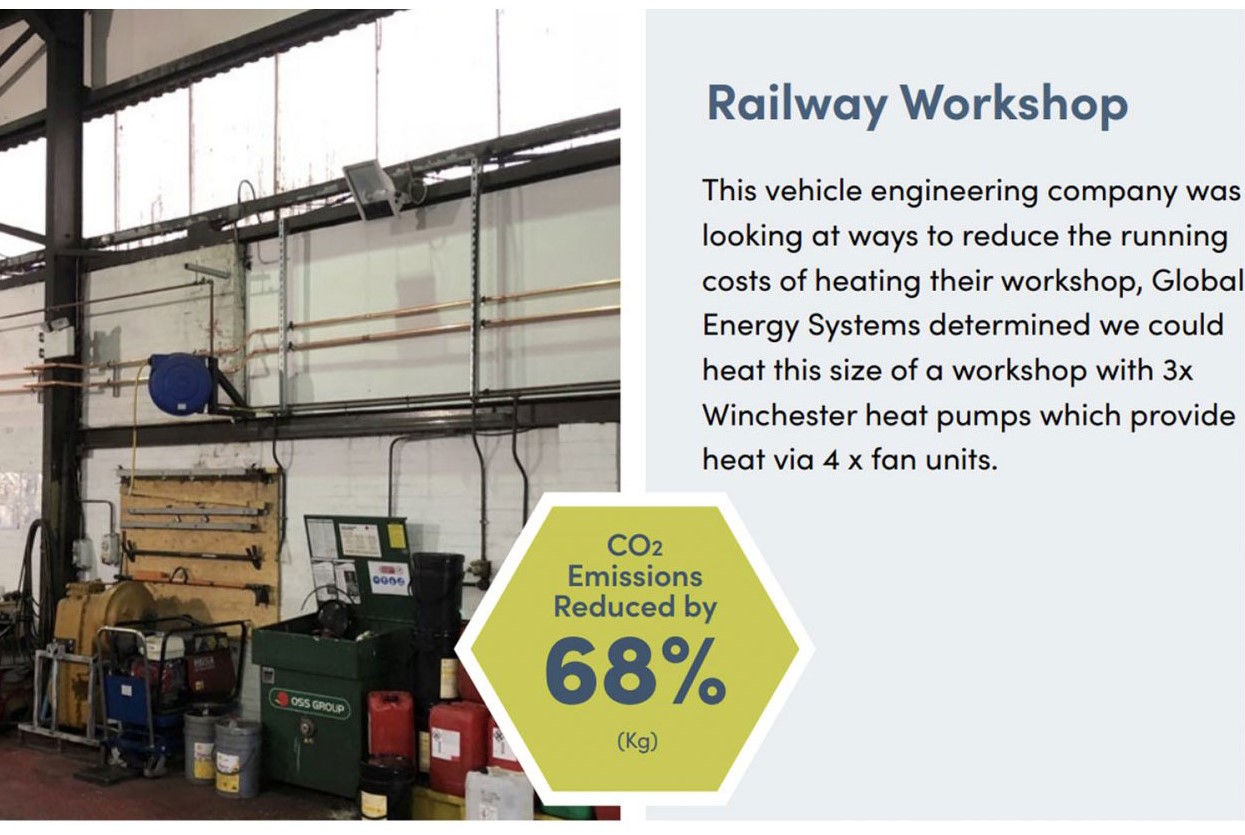 Railway Workshop
This vehicle engineering company was
looking at ways to reduce the running
costs of heating their workshop, Global
Energy Systems determined we could
heat this size of a workshop with 3x
Winchester heat pumps which provide
heat via 4 x fan units.
CO2
Emissions
Reduced by
68%
(Kg)
OSS GROUP